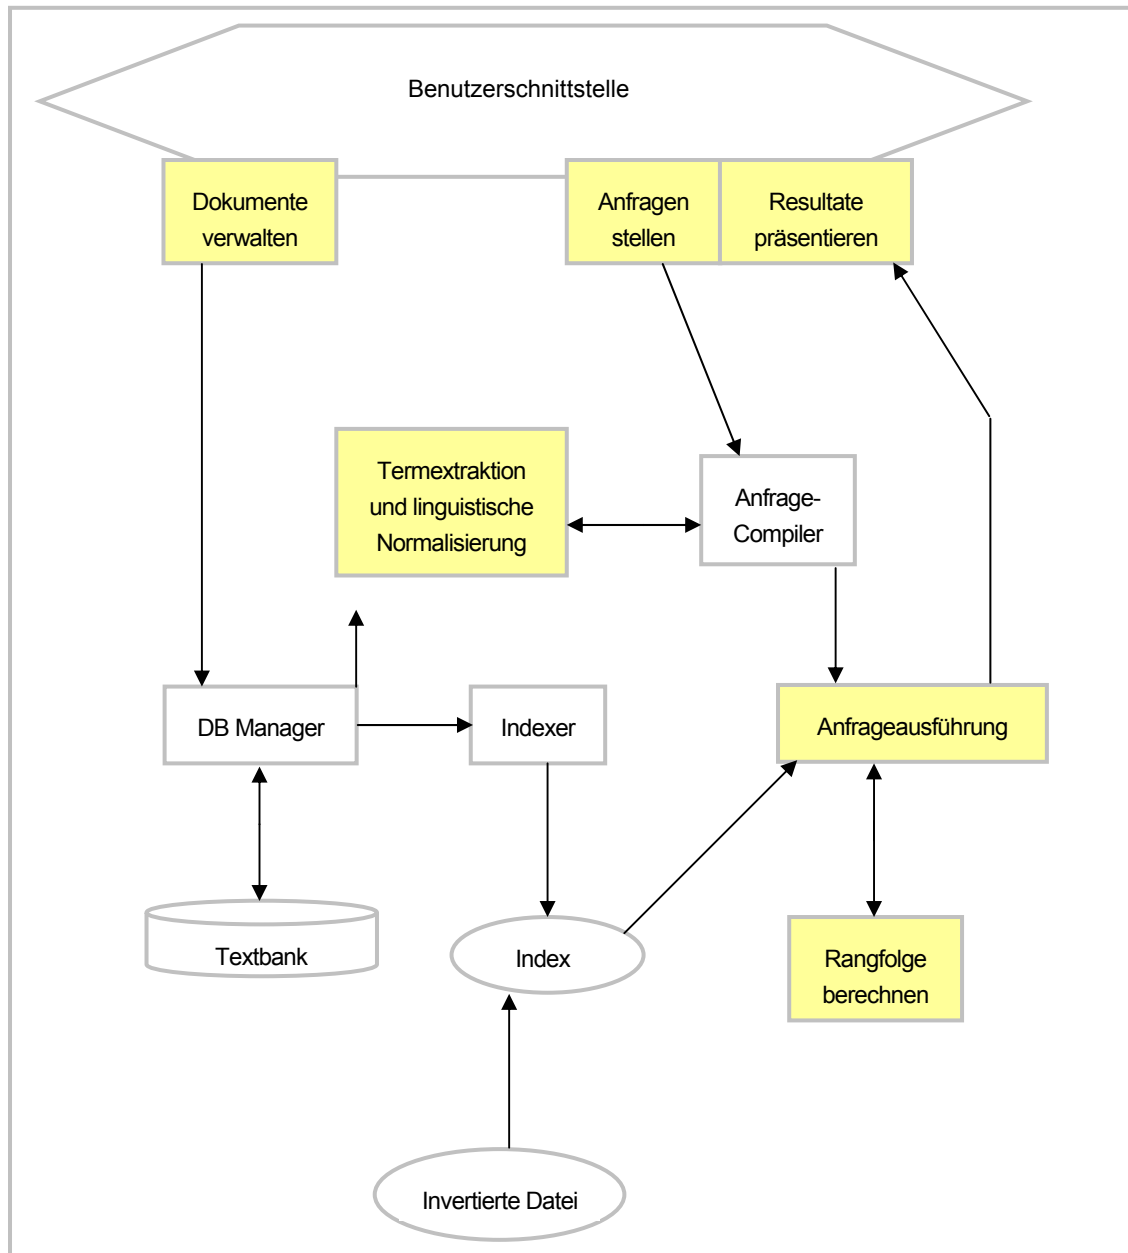 Benutzerschnittstelle
Dokumente
verwalten
Anfragen
stellen
Resultate
präsentieren
Termextraktion
und linguistische
Normalisierung
Anfrage-
Compiler
DB Manager
Indexer
Anfrageausführung
Textbank
Index
Rangfolge
berechnen
Invertierte Datei